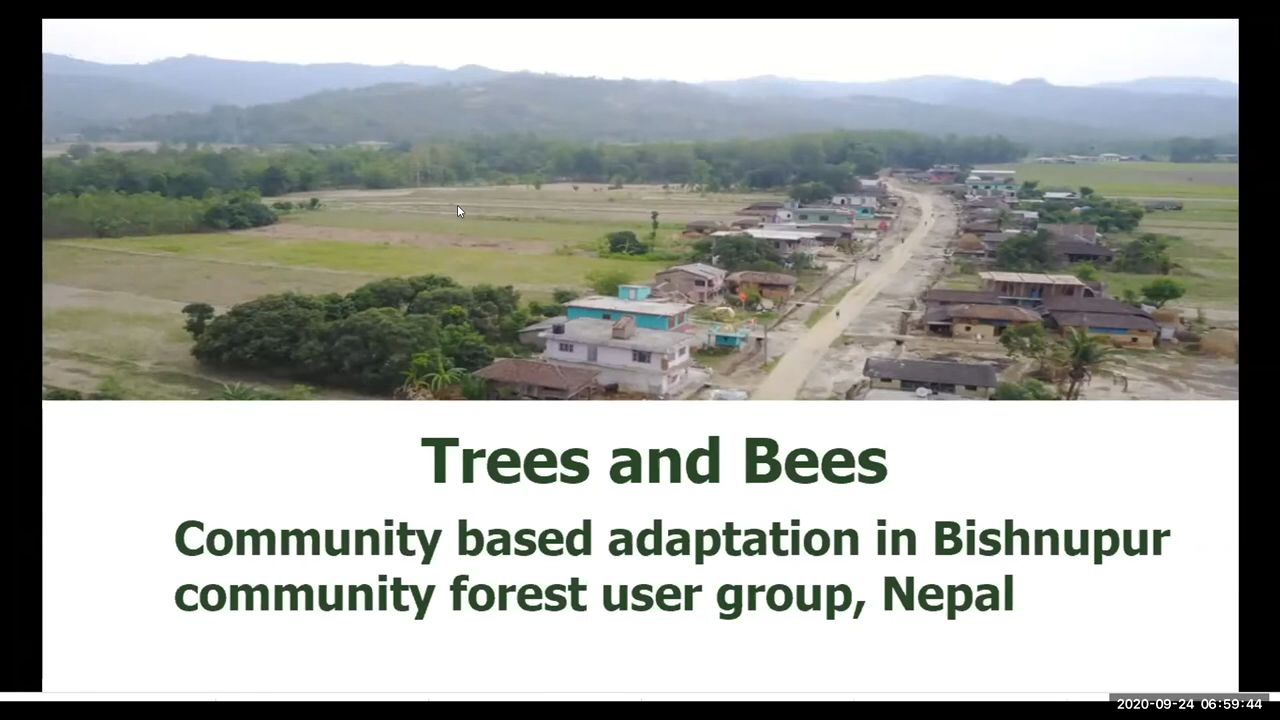 Trees and Bees
Community based adaptation in Bishnupur
community forest user group, Nepal
2020-09-24 06:59:44